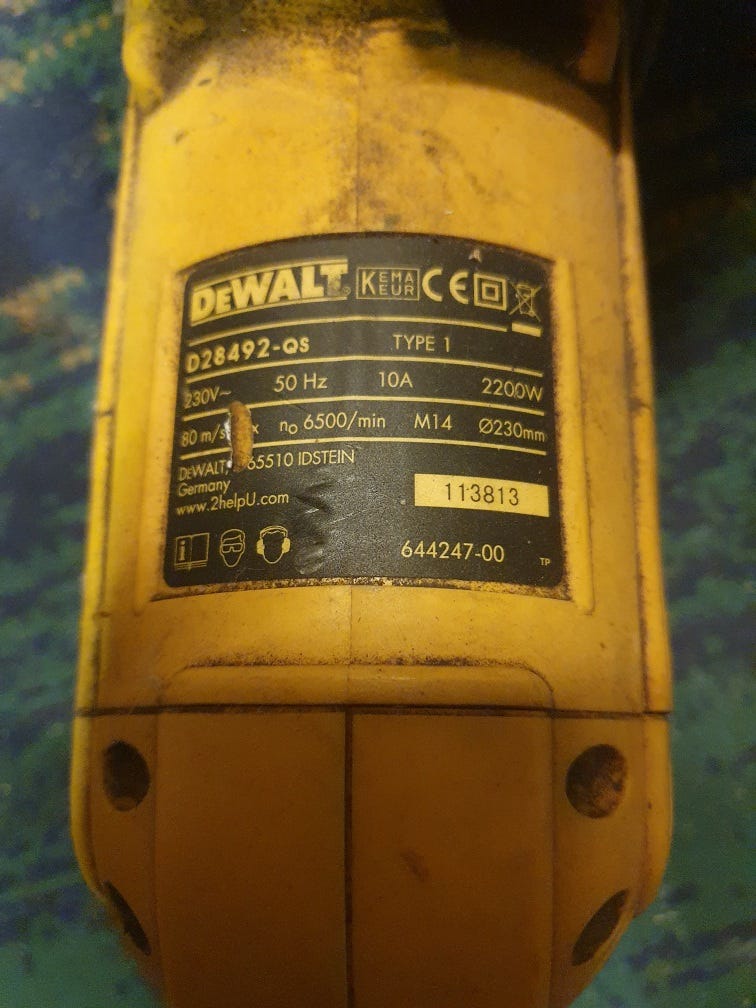 DEWALT® KEMA KEUR CE
D28492-QS TYPE 1
230V~ 50 Hz 10A 2200W
80 m/s n₀ 6500/min M14 Ø230mm
DEWALT, 65510 IDSTEIN
Germany
www.2helpU.com
113813
644247-00 TP